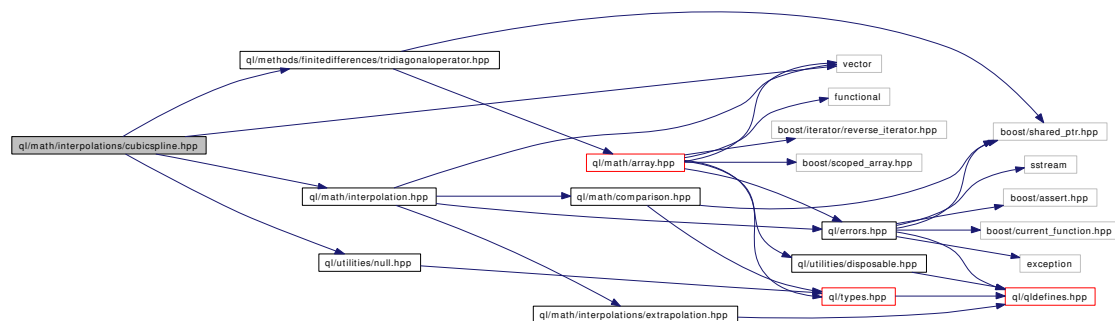 ql/methods/finitedifferences/tridiagonaloperator.hpp
vector
functional
boost/iterator/reverse_iterator.hpp
boost/shared_ptr.hpp
ql/math/interpolations/cubicspline.hpp
ql/math/array.hpp
boost/scoped_array.hpp
sstream
ql/math/interpolation.hpp
ql/math/comparison.hpp
boost/assert.hpp
ql/errors.hpp
boost/current_function.hpp
ql/utilities/null.hpp
ql/utilities/disposable.hpp
exception
ql/types.hpp
ql/qldefines.hpp
ql/math/interpolations/extrapolation.hpp